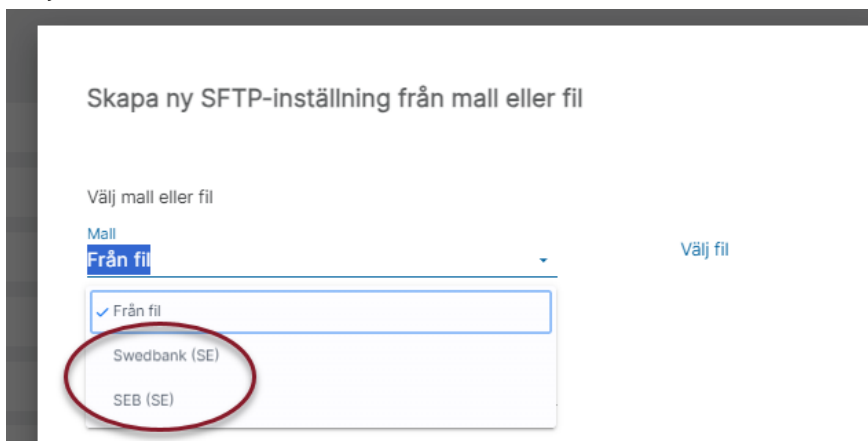 Skapa ny SFTP-inställning från mall eller fil
Välj mall eller fil
Mall
Från fil
Välj fil
Från fil
Swedbank (SE)
SEB (SE)